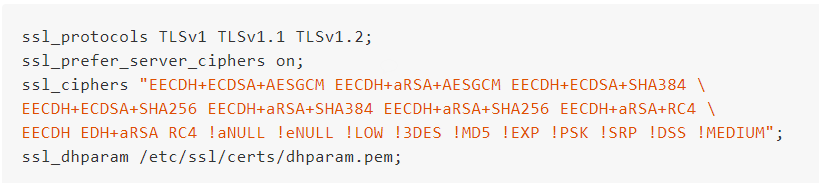 ssl_protocols TLSv1 TLSv1.1 TLSv1.2;
ssl_prefer_server_ciphers on;
ssl_ciphers "EECDH+ECDSA+AESGCM EECDH+aRSA+AESGCM EECDH+ECDSA+SHA384 \
EECDH+ECDSA+SHA256 EECDH+aRSA+SHA384 EECDH+aRSA+SHA256 EECDH+aRSA+RC4 \
EECDH EDH+aRSA RC4 !aNULL !eNULL !LOW !3DES !MD5 !EXP !PSK !SRP !DSS !MEDIUM";
ssl_dhparam /etc/ssl/certs/dhparam.pem;